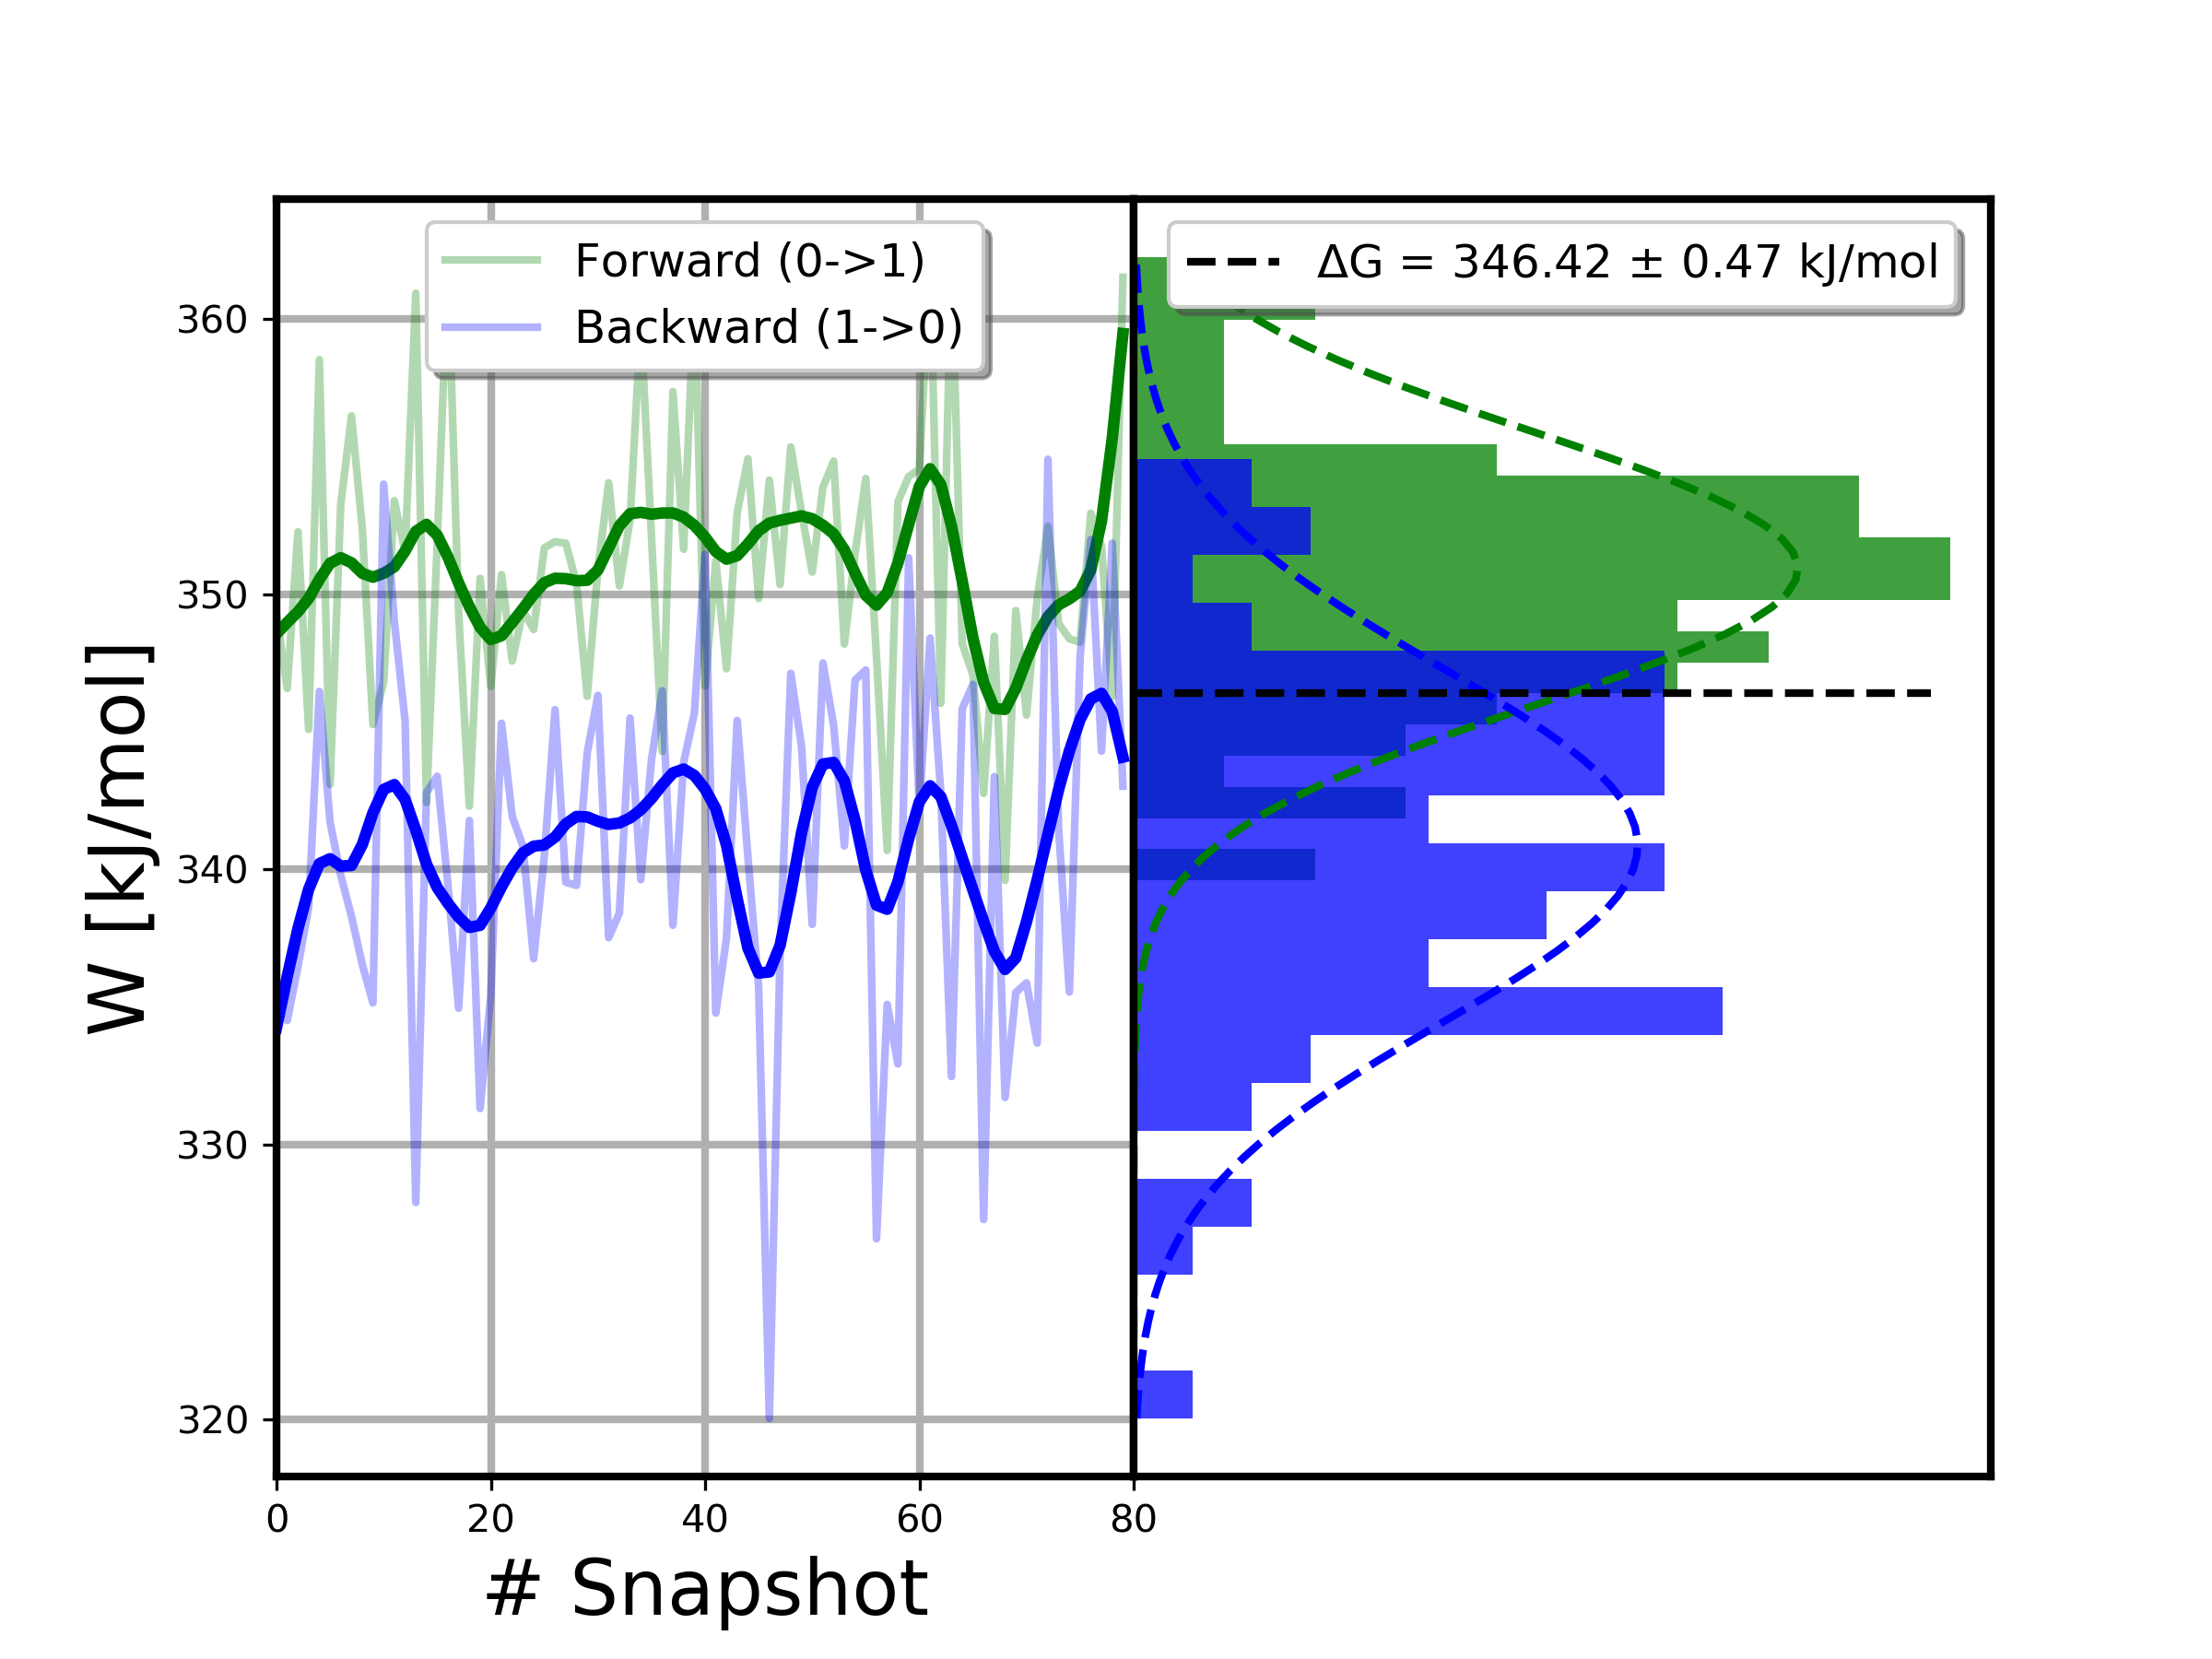 Forward (0->1)
Backward (1->0)
ΔG = 346.42 ± 0.47 kJ/mol
W [kJ/mol]
360
350
340
330
320
0 20 40 60 80
# Snapshot